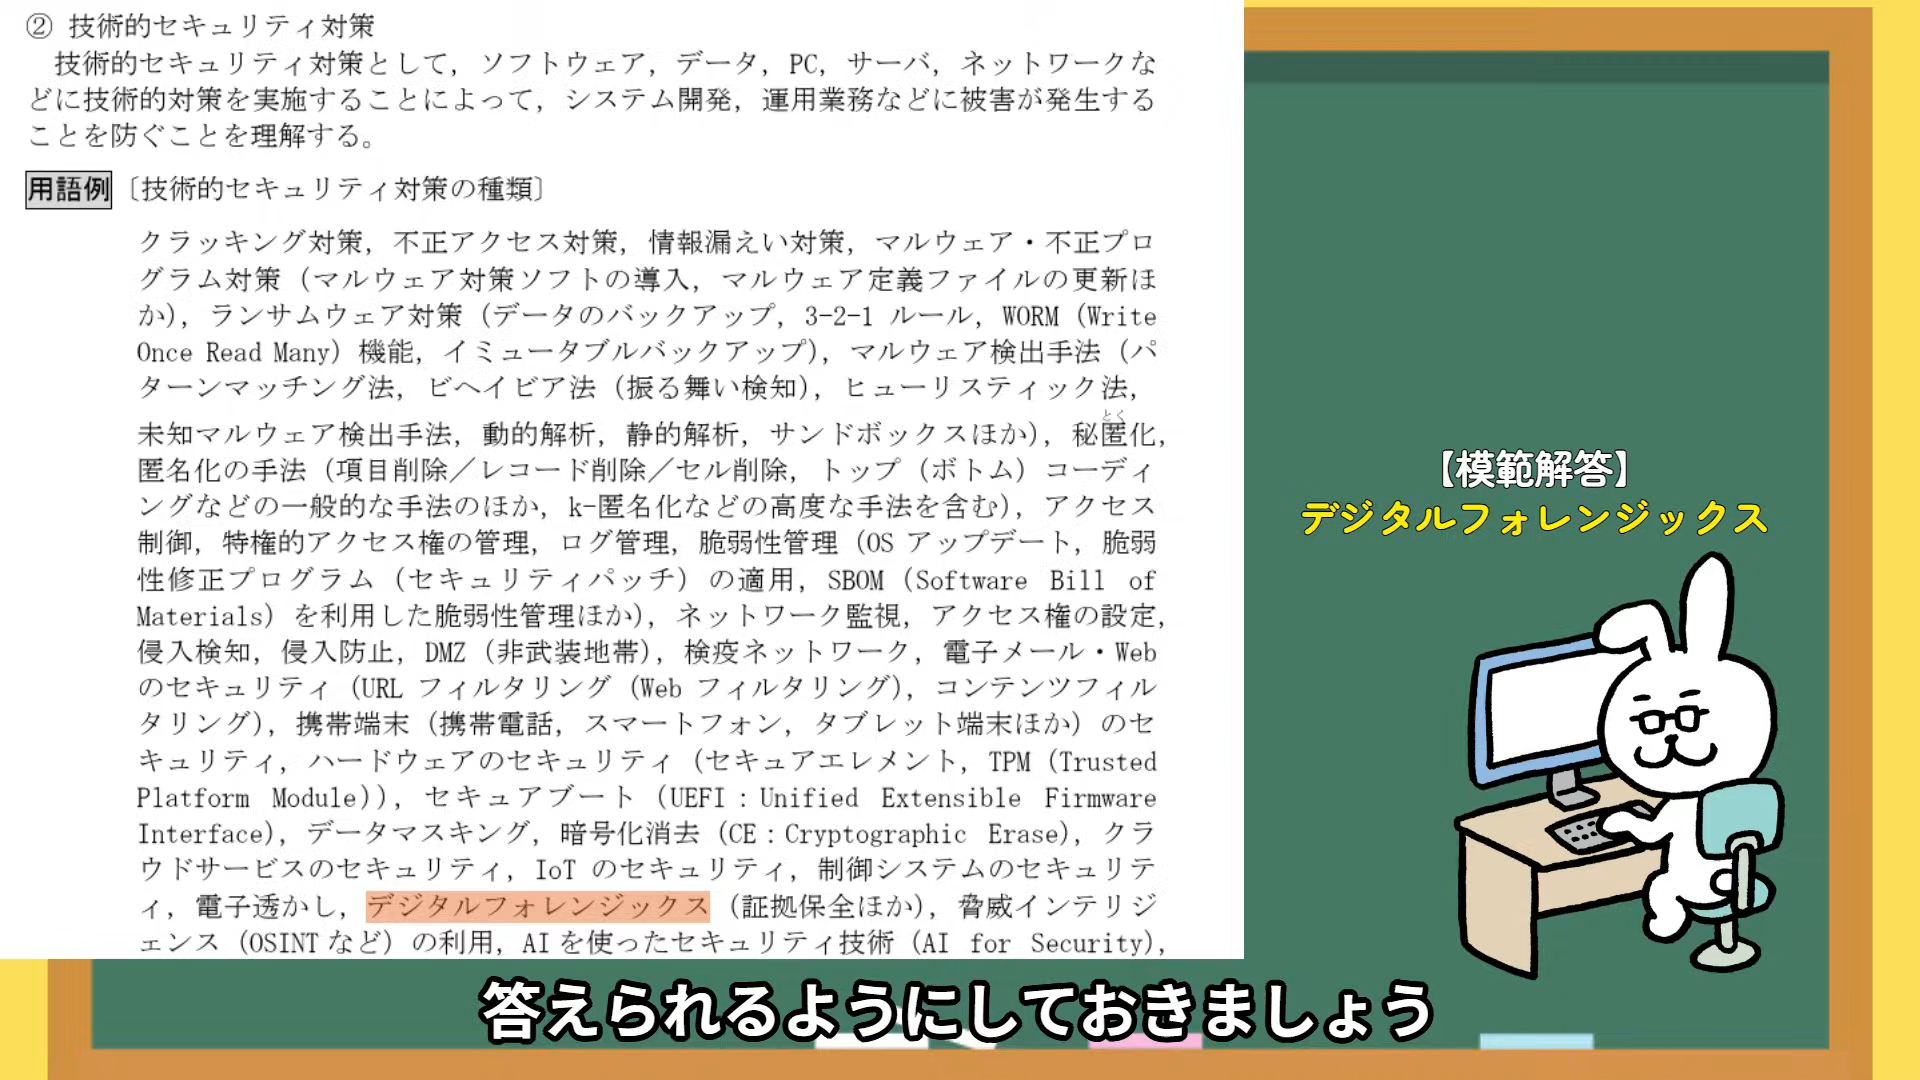 ② 技術的セキュリティ対策
技術的セキュリティ対策として，ソフトウェア，データ，PC，サーバ，ネットワークな
どに技術的対策を実施することによって，システム開発，運用業務などに被害が発生する
ことを防ぐことを理解する。
用語例〔技術的セキュリティ対策の種類〕
クラッキング対策，不正アクセス対策，情報漏えい対策，マルウェア・不正プロ
グラム対策（マルウェア対策ソフトの導入，マルウェア定義ファイルの更新ほ
か），ランサムウェア対策（データのバックアップ，3-2-1 ルール，WORM（Write
Once Read Many）機能，イミュータブルバックアップ），マルウェア検出手法（パ
ターンマッチング法，ビヘイビア法（振る舞い検知），ヒューリスティック法，
とく
未知マルウェア検出手法，動的解析，静的解析，サンドボックスほか），秘匿化，
匿名化の手法（項目削除／レコード削除／セル削除，トップ（ボトム）コーディ
ングなどの一般的な手法のほか，k-匿名化などの高度な手法を含む），アクセス
制御，特権的アクセス権の管理，ログ管理，脆弱性管理（OS アップデート，脆弱
性修正プログラム（セキュリティパッチ）の適用，SBOM（Software Bill of
Materials）を利用した脆弱性管理ほか），ネットワーク監視，アクセス権の設定，
侵入検知，侵入防止，DMZ（非武装地帯），検疫ネットワーク，電子メール・Web
のセキュリティ（URL フィルタリング（Web フィルタリング），コンテンツフィル
タリング），携帯端末（携帯電話，スマートフォン，タブレット端末ほか）のセ
キュリティ，ハードウェアのセキュリティ（セキュアエレメント，TPM（Trusted
Platform Module）），セキュアブート（UEFI：Unified Extensible Firmware
Interface），データマスキング，暗号化消去（CE：Cryptographic Erase），クラ
ウドサービスのセキュリティ，IoT のセキュリティ，制御システムのセキュリテ
ィ，電子透かし，デジタルフォレンジックス（証拠保全ほか），脅威インテリジ
ェンス（OSINT など）の利用，AI を使ったセキュリティ技術（AI for Security），
【模範解答】
デジタルフォレンジックス
答えられるようにしておきましょう